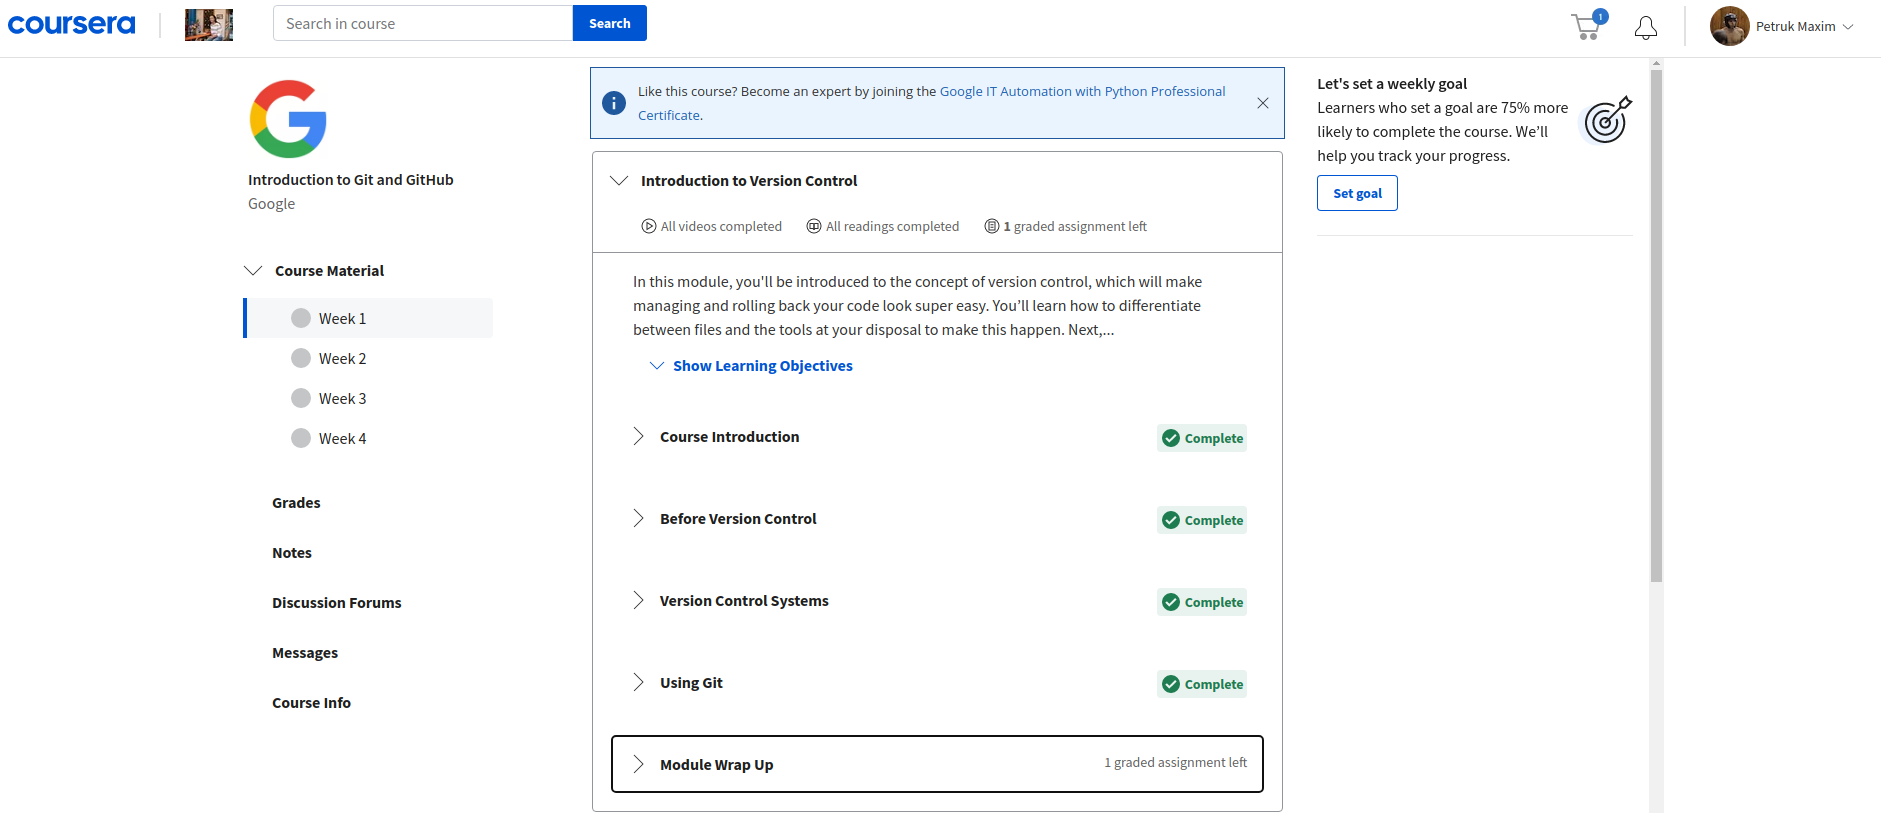 coursera
Search in course
Search
1
Petruk Maxim
Introduction to Git and GitHub
Google
Course Material
Week 1
Week 2
Week 3
Week 4
Grades
Notes
Discussion Forums
Messages
Course Info
Like this course? Become an expert by joining the Google IT Automation with Python Professional
Certificate.
Introduction to Version Control
All videos completed
All readings completed
1 graded assignment left
In this module, you'll be introduced to the concept of version control, which will make
managing and rolling back your code look super easy. You’ll learn how to differentiate
between files and the tools at your disposal to make this happen. Next,...
Show Learning Objectives
Course Introduction
Complete
Before Version Control
Complete
Version Control Systems
Complete
Using Git
Complete
Module Wrap Up
1 graded assignment left
Let's set a weekly goal
Learners who set a goal are 75% more
likely to complete the course. We’ll
help you track your progress.
Set goal